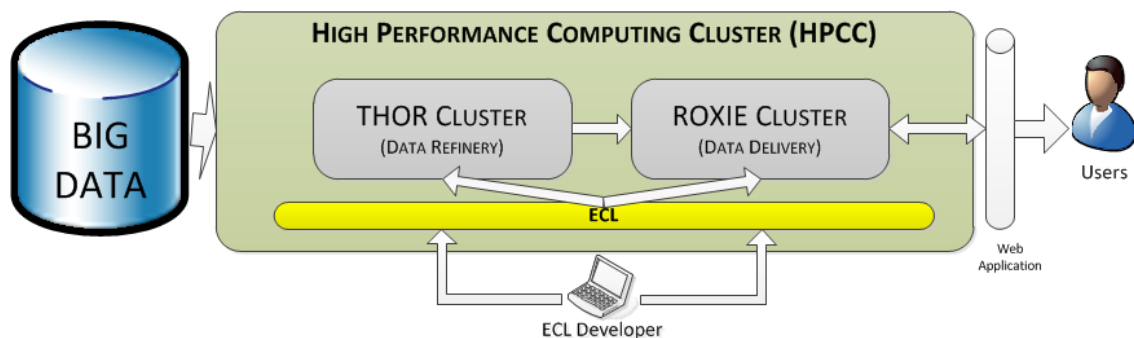 HIGH PERFORMANCE COMPUTING CLUSTER (HPCC)
BIG
DATA
THOR CLUSTER
(DATA REFINERY)
ROXIE CLUSTER
(DATA DELIVERY)
Users
ECL
Web
Application
ECL Developer